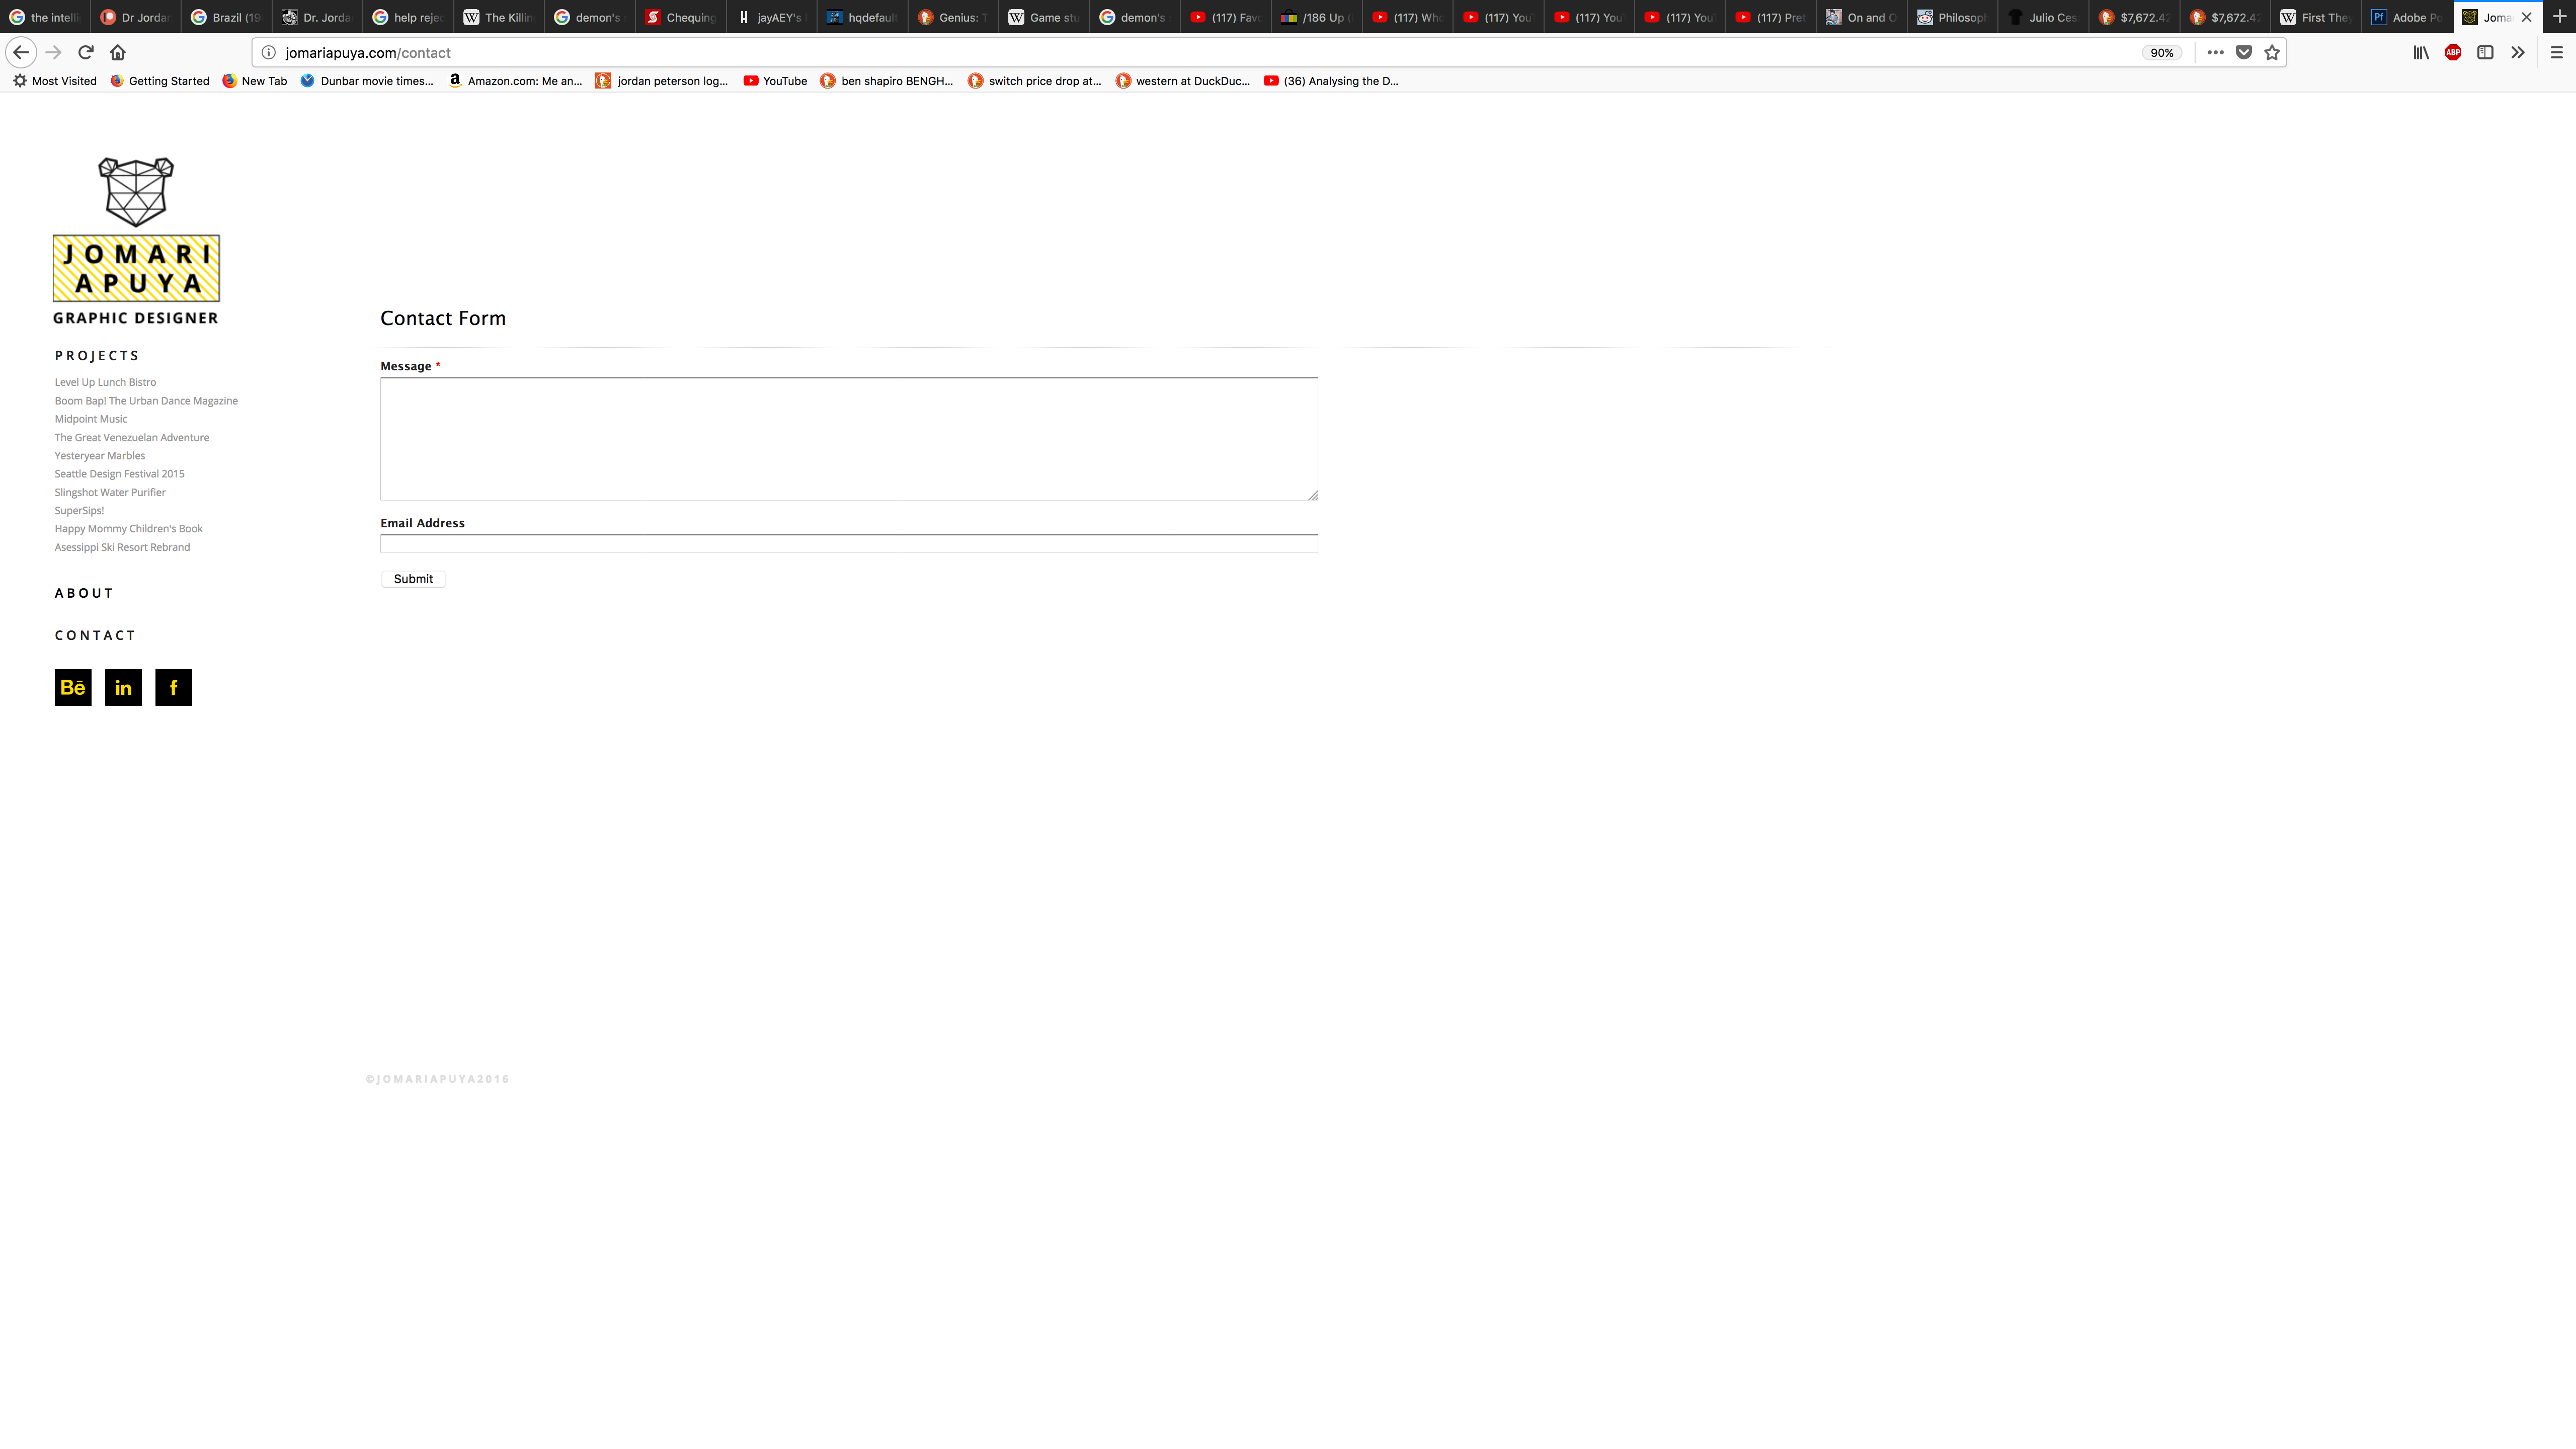 the intelli Dr Jordan Brazil (19 Dr. Jorda help rejec The Killin demon's Chequing jayAEY's hqdefault Genius: T Game stu demon's (117) Favo /186 Up ( (117) Who (117) You (117) You (117) You (117) Pret On and O Philosoph Julio Ces $7,672.42 $7,672.42 First They Adobe Po Joma
jomariapuya.com/contact 90% ABP
Most Visited Getting Started New Tab Dunbar movie times... Amazon.com: Me an... jordan peterson log... YouTube ben shapiro BENGH... switch price drop at... western at DuckDuc... (36) Analysing the D...
JOMARI
APUYA
GRAPHIC DESIGNER
PROJECTS
Level Up Lunch Bistro
Boom Bap! The Urban Dance Magazine
Midpoint Music
The Great Venezuelan Adventure
Yesteryear Marbles
Seattle Design Festival 2015
Slingshot Water Purifier
SuperSips!
Happy Mommy Children's Book
Asessippi Ski Resort Rebrand
ABOUT
CONTACT
Bē in f
Contact Form
Message *
Email Address
Submit
©JOMARIAPUYA2016